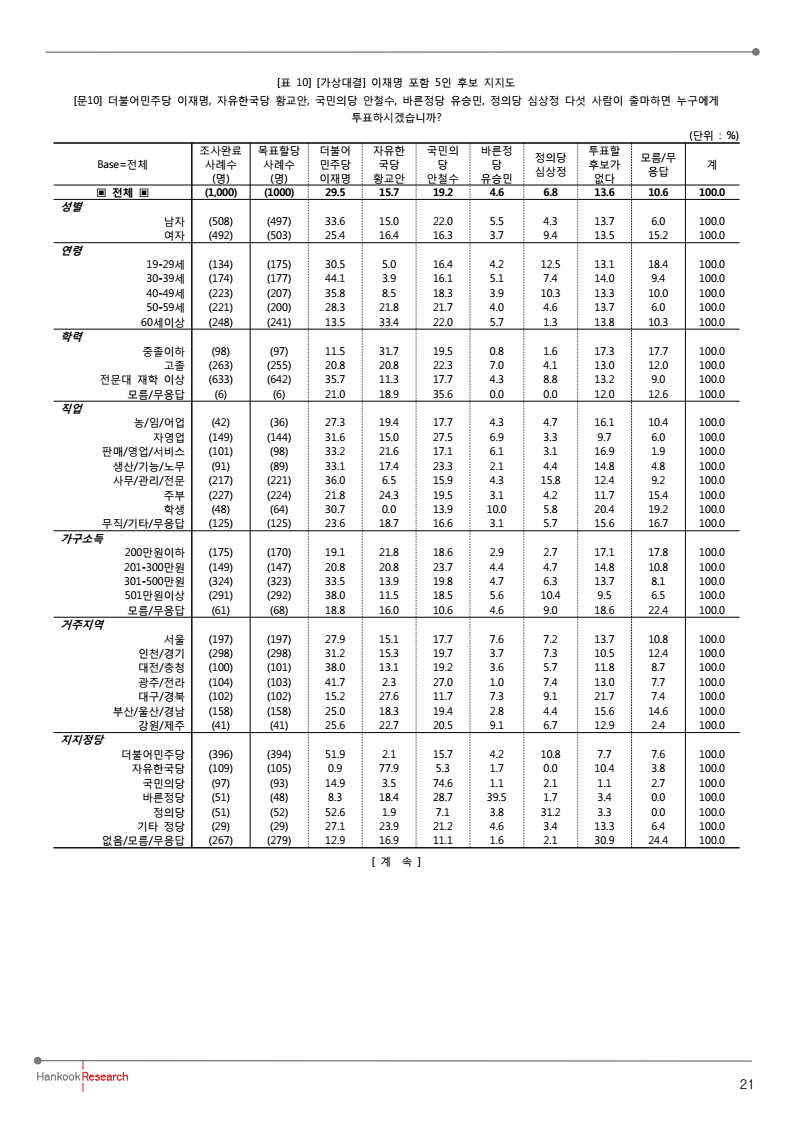 [표 10] [가상대결] 이재명 포함 5인 후보 지지도
[문10] 더불어민주당 이재명, 자유한국당 황교안, 국민의당 안철수, 바른정당 유승민, 정의당 심상정 다섯 사람이 출마하면 누구에게
투표하시겠습니까?
(단위 : %)
Base=전체 조사완료 사례수 (명) 목표할당 사례수 (명) 더불어 민주당 이재명 자유한 국당 황교안 국민의 당 안철수 바른정 당 유승민 정의당 심상정 투표할 후보가 없다 모름/무 응답 계
▣ 전체 ▣ (1,000) (1000) 29.5 15.7 19.2 4.6 6.8 13.6 10.6 100.0
성별
남자 (508) (497) 33.6 15.0 22.0 5.5 4.3 13.7 6.0 100.0
여자 (492) (503) 25.4 16.4 16.3 3.7 9.4 13.5 15.2 100.0
연령
19-29세 (134) (175) 30.5 5.0 16.4 4.2 12.5 13.1 18.4 100.0
30-39세 (174) (177) 44.1 3.9 16.1 5.1 7.4 14.0 9.4 100.0
40-49세 (223) (207) 35.8 8.5 18.3 3.9 10.3 13.3 10.0 100.0
50-59세 (221) (200) 28.3 21.8 21.7 4.0 4.6 13.7 6.0 100.0
60세이상 (248) (241) 13.5 33.4 22.0 5.7 1.3 13.8 10.3 100.0
학력
중졸이하 (98) (97) 11.5 31.7 19.5 0.8 1.6 17.3 17.7 100.0
고졸 (263) (255) 20.8 20.8 22.3 7.0 4.1 13.0 12.0 100.0
전문대 재학 이상 (633) (642) 35.7 11.3 17.7 4.3 8.8 13.2 9.0 100.0
모름/무응답 (6) (6) 21.0 18.9 35.6 0.0 0.0 12.0 12.6 100.0
직업
농/임/어업 (42) (36) 27.3 19.4 17.7 4.3 4.7 16.1 10.4 100.0
자영업 (149) (144) 31.6 15.0 27.5 6.9 3.3 9.7 6.0 100.0
판매/영업/서비스 (101) (98) 33.2 21.6 17.1 6.1 3.1 16.9 1.9 100.0
생산/기능/노무 (91) (89) 33.1 17.4 23.3 2.1 4.4 14.8 4.8 100.0
사무/관리/전문 (217) (221) 36.0 6.5 15.9 4.3 15.8 12.4 9.2 100.0
주부 (227) (224) 21.8 24.3 19.5 3.1 4.2 11.7 15.4 100.0
학생 (48) (64) 30.7 0.0 13.9 10.0 5.8 20.4 19.2 100.0
무직/기타/무응답 (125) (125) 23.6 18.7 16.6 3.1 5.7 15.6 16.7 100.0
가구소득
200만원이하 (175) (170) 19.1 21.8 18.6 2.9 2.7 17.1 17.8 100.0
201-300만원 (149) (147) 20.8 20.8 23.7 4.4 4.7 14.8 10.8 100.0
301-500만원 (324) (323) 33.5 13.9 19.8 4.7 6.3 13.7 8.1 100.0
501만원이상 (291) (292) 38.0 11.5 18.5 5.6 10.4 9.5 6.5 100.0
모름/무응답 (61) (68) 18.8 16.0 10.6 4.6 9.0 18.6 22.4 100.0
거주지역
서울 (197) (197) 27.9 15.1 17.7 7.6 7.2 13.7 10.8 100.0
인천/경기 (298) (298) 31.2 15.3 19.7 3.7 7.3 10.5 12.4 100.0
대전/충청 (100) (101) 38.0 13.1 19.2 3.6 5.7 11.8 8.7 100.0
광주/전라 (104) (103) 41.7 2.3 27.0 1.0 7.4 13.0 7.7 100.0
대구/경북 (102) (102) 15.2 27.6 11.7 7.3 9.1 21.7 7.4 100.0
부산/울산/경남 (158) (158) 25.0 18.3 19.4 2.8 4.4 15.6 14.6 100.0
강원/제주 (41) (41) 25.6 22.7 20.5 9.1 6.7 12.9 2.4 100.0
지지정당
더불어민주당 (396) (394) 51.9 2.1 15.7 4.2 10.8 7.7 7.6 100.0
자유한국당 (109) (105) 0.9 77.9 5.3 1.7 0.0 10.4 3.8 100.0
국민의당 (97) (93) 14.9 3.5 74.6 1.1 2.1 1.1 2.7 100.0
바른정당 (51) (48) 8.3 18.4 28.7 39.5 1.7 3.4 0.0 100.0
정의당 (51) (52) 52.6 1.9 7.1 3.8 31.2 3.3 0.0 100.0
기타 정당 (29) (29) 27.1 23.9 21.2 4.6 3.4 13.3 6.4 100.0
없음/모름/무응답 (267) (279) 12.9 16.9 11.1 1.6 2.1 30.9 24.4 100.0
[ 계 속 ]
Hankook Research
21